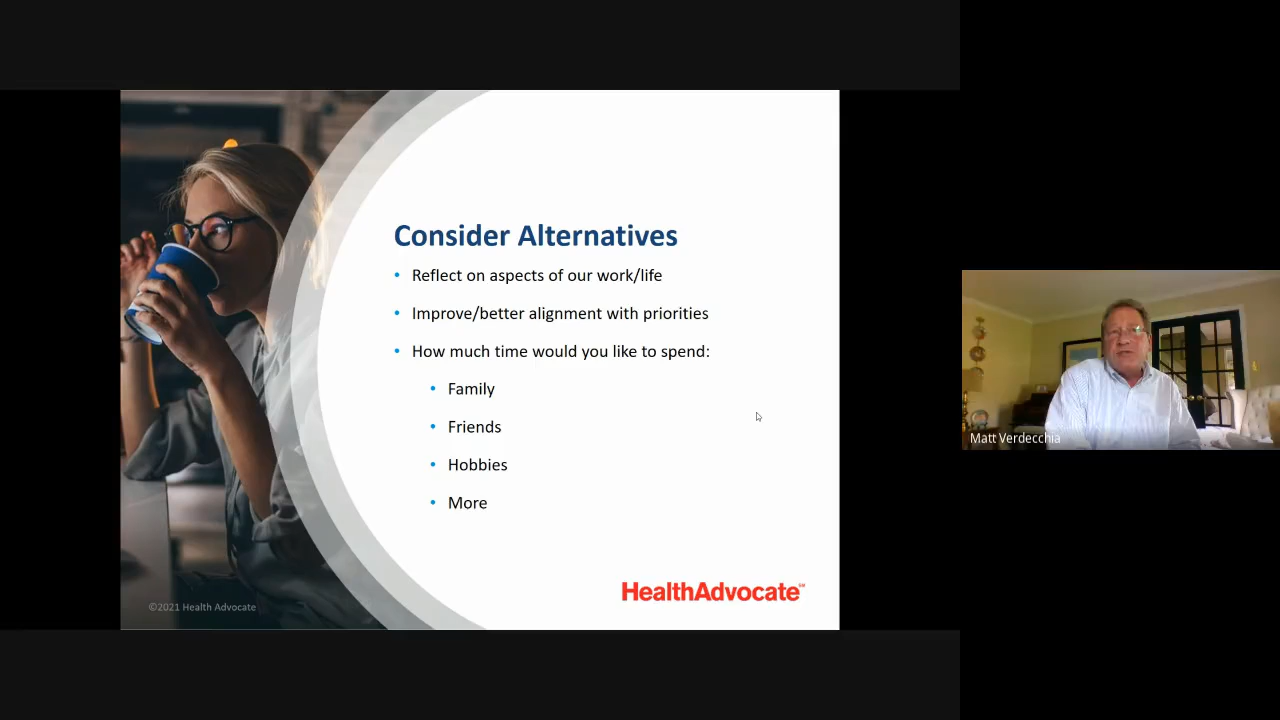 Consider Alternatives
• Reflect on aspects of our work/life
• Improve/better alignment with priorities
• How much time would you like to spend:
• Family
• Friends
• Hobbies
• More
HealthAdvocate℠
©2021 Health Advocate
Matt Verdecchia